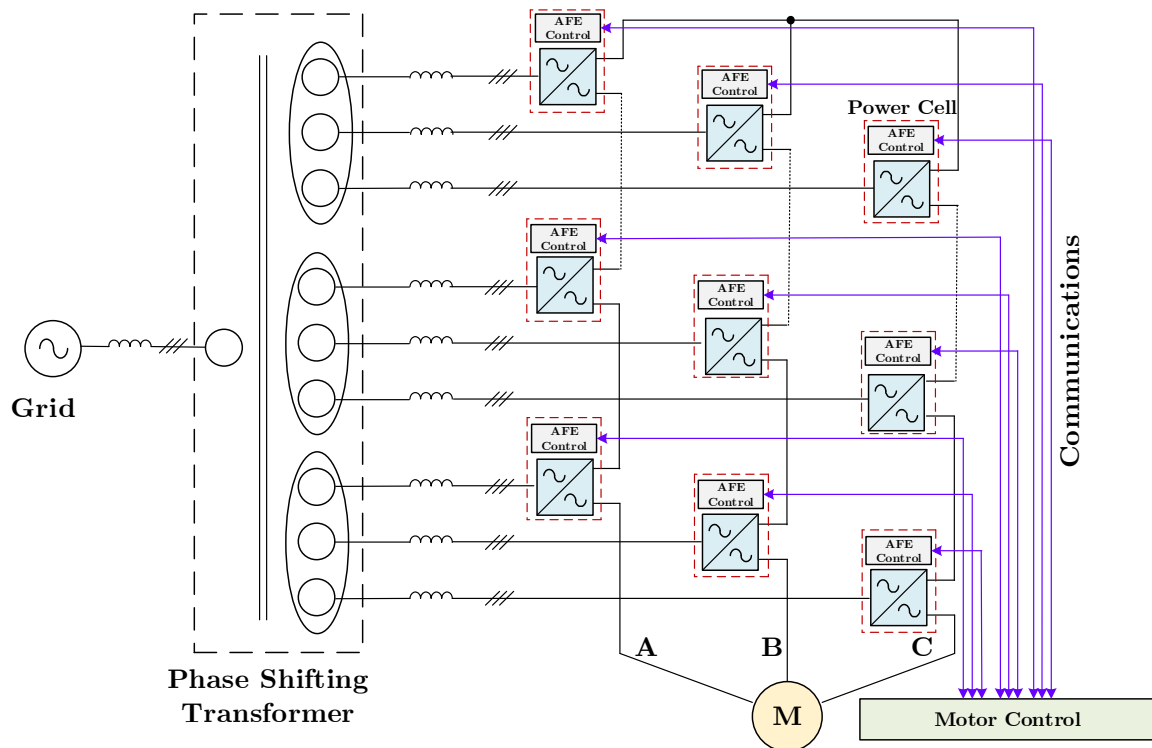 AFE
Control
AFE
Control
Power Cell
AFE
Control
AFE
Control
AFE
Control
AFE
Control
Communications
Grid
AFE
Control
AFE
Control
AFE
Control
A
B
C
Phase Shifting
Transformer
M
Motor Control